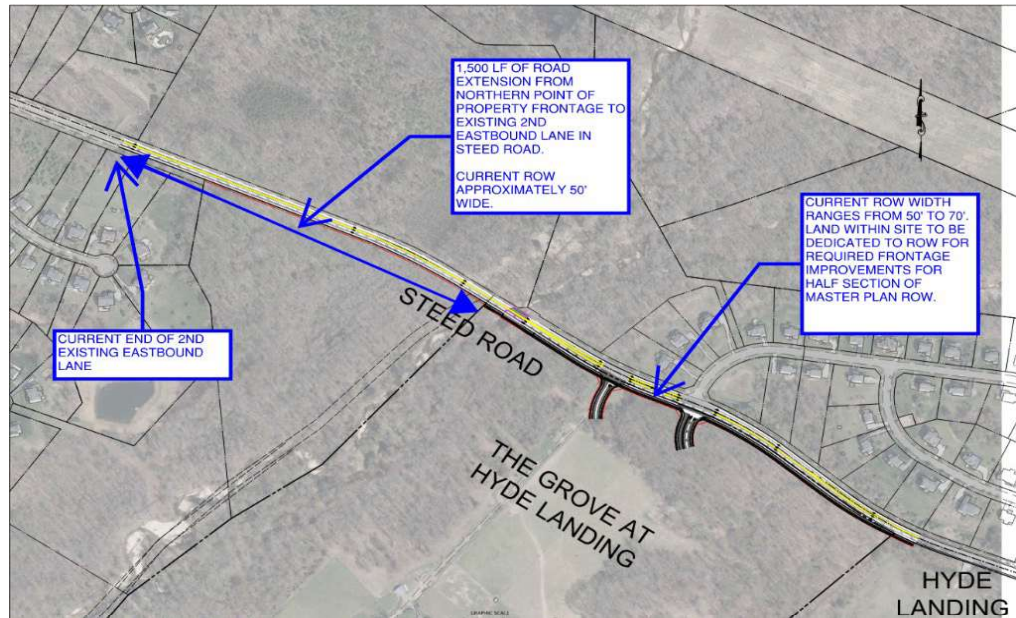 1,500 LF OF ROAD
EXTENSION FROM
NORTHERN POINT OF
PROPERTY FRONTAGE TO
EXISTING 2ND
EASTBOUND LANE IN
STEED ROAD.
CURRENT ROW
APPROXIMATELY 50'
WIDE.
CURRENT ROW WIDTH
RANGES FROM 50' TO 70'.
LAND WITHIN SITE TO BE
DEDICATED TO ROW FOR
REQUIRED FRONTAGE
IMPROVEMENTS FOR
HALF SECTION OF
MASTER PLAN ROW.
CURRENT END OF 2ND
EXISTING EASTBOUND
LANE
STEED ROAD
THE GROVE AT
HYDE LANDING
HYDE
LANDING
GRAPHIC SCALE